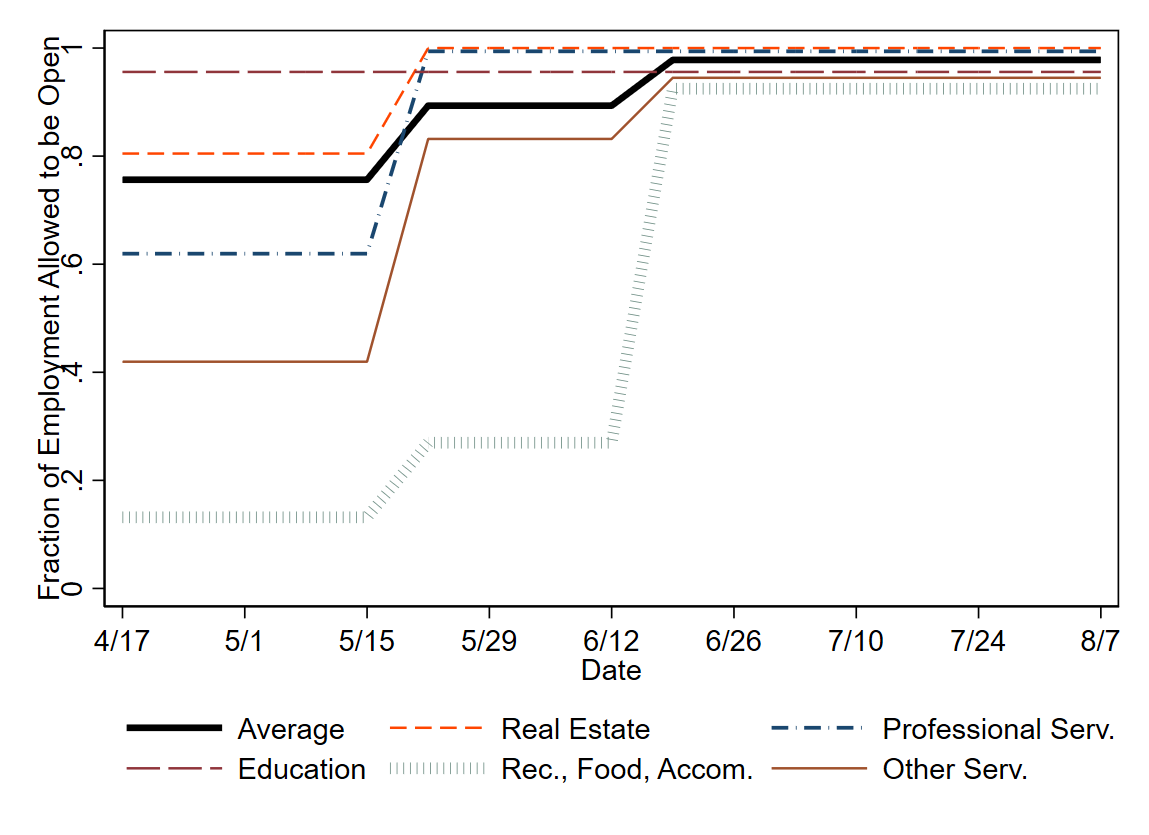 Fraction of Employment Allowed to be Open
1
.8
.6
.4
.2
0
4/17 5/1 5/15 5/29 6/12 6/26 7/10 7/24 8/7
Date
Average Real Estate Professional Serv.
Education Rec., Food, Accom. Other Serv.